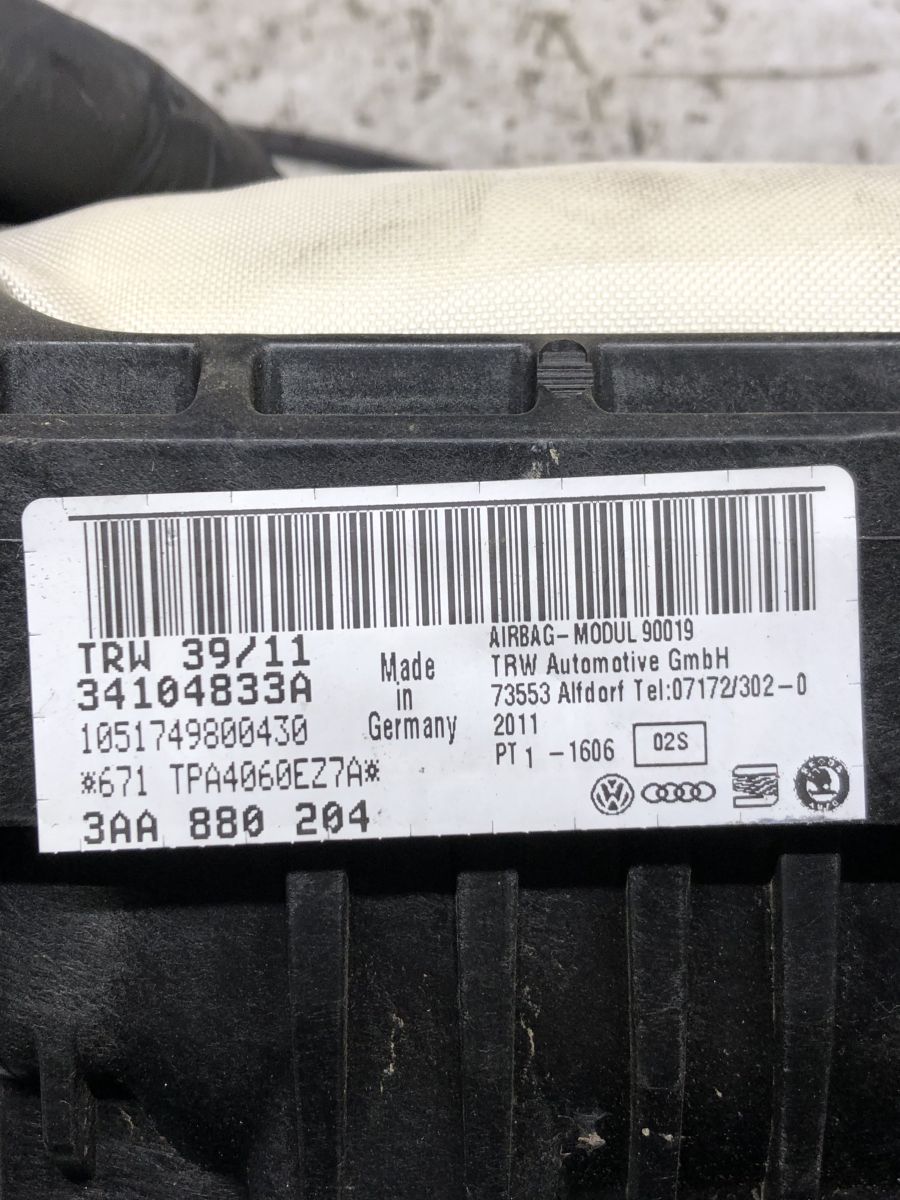 TRW 39/11
34104833A
1051749800430
*671 TPA4060EZ7A*
3AA 880 204
Made
in
Germany
AIRBAG-MODUL 90019
TRW Automotive GmbH
73553 Alfdorf Tel:07172/302-0
2011
PT 1 -1606
02S